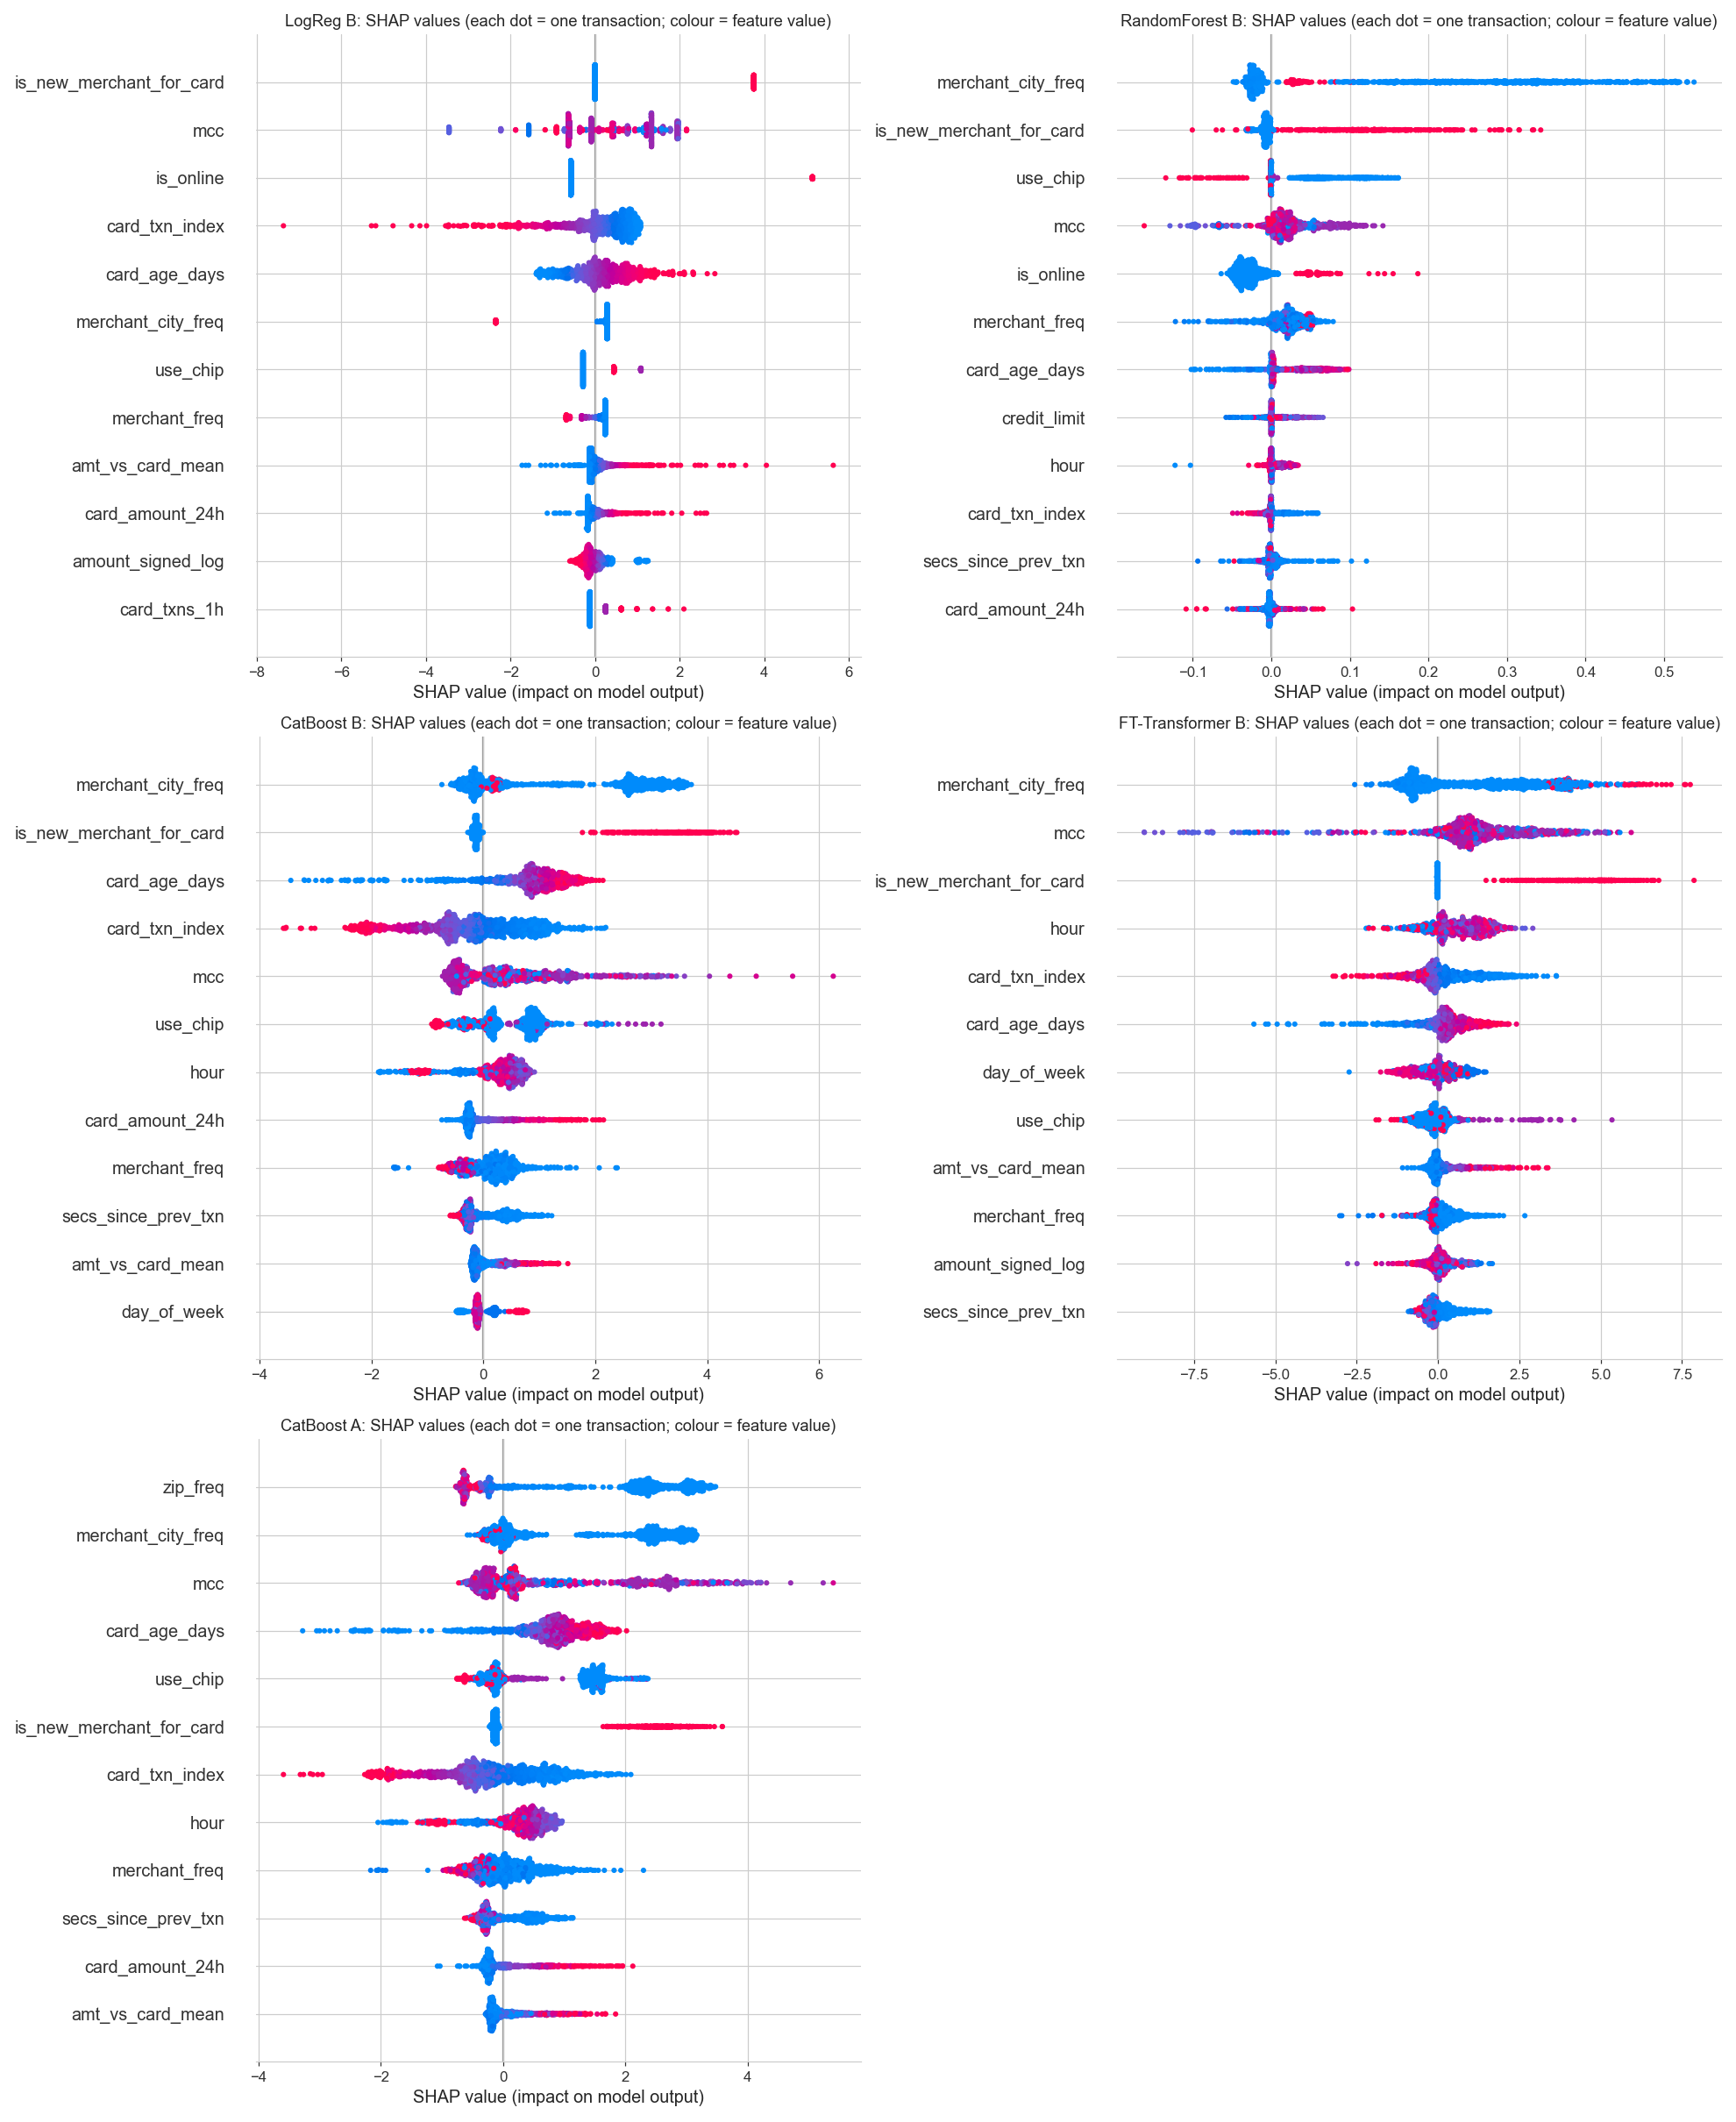 LogReg B: SHAP values (each dot = one transaction; colour = feature value)
is_new_merchant_for_card
mcc
is_online
card_txn_index
card_age_days
merchant_city_freq
use_chip
merchant_freq
amt_vs_card_mean
card_amount_24h
amount_signed_log
card_txns_1h
−8 −6 −4 −2 0 2 4 6
SHAP value (impact on model output)
RandomForest B: SHAP values (each dot = one transaction; colour = feature value)
merchant_city_freq
is_new_merchant_for_card
use_chip
mcc
is_online
merchant_freq
card_age_days
credit_limit
hour
card_txn_index
secs_since_prev_txn
card_amount_24h
−0.1 0.0 0.1 0.2 0.3 0.4 0.5
SHAP value (impact on model output)
CatBoost B: SHAP values (each dot = one transaction; colour = feature value)
merchant_city_freq
is_new_merchant_for_card
card_age_days
card_txn_index
mcc
use_chip
hour
card_amount_24h
merchant_freq
secs_since_prev_txn
amt_vs_card_mean
day_of_week
−4 −2 0 2 4 6
SHAP value (impact on model output)
FT-Transformer B: SHAP values (each dot = one transaction; colour = feature value)
merchant_city_freq
mcc
is_new_merchant_for_card
hour
card_txn_index
card_age_days
day_of_week
use_chip
amt_vs_card_mean
merchant_freq
amount_signed_log
secs_since_prev_txn
−7.5 −5.0 −2.5 0.0 2.5 5.0 7.5
SHAP value (impact on model output)
CatBoost A: SHAP values (each dot = one transaction; colour = feature value)
zip_freq
merchant_city_freq
mcc
card_age_days
use_chip
is_new_merchant_for_card
card_txn_index
hour
merchant_freq
secs_since_prev_txn
card_amount_24h
amt_vs_card_mean
−4 −2 0 2 4
SHAP value (impact on model output)